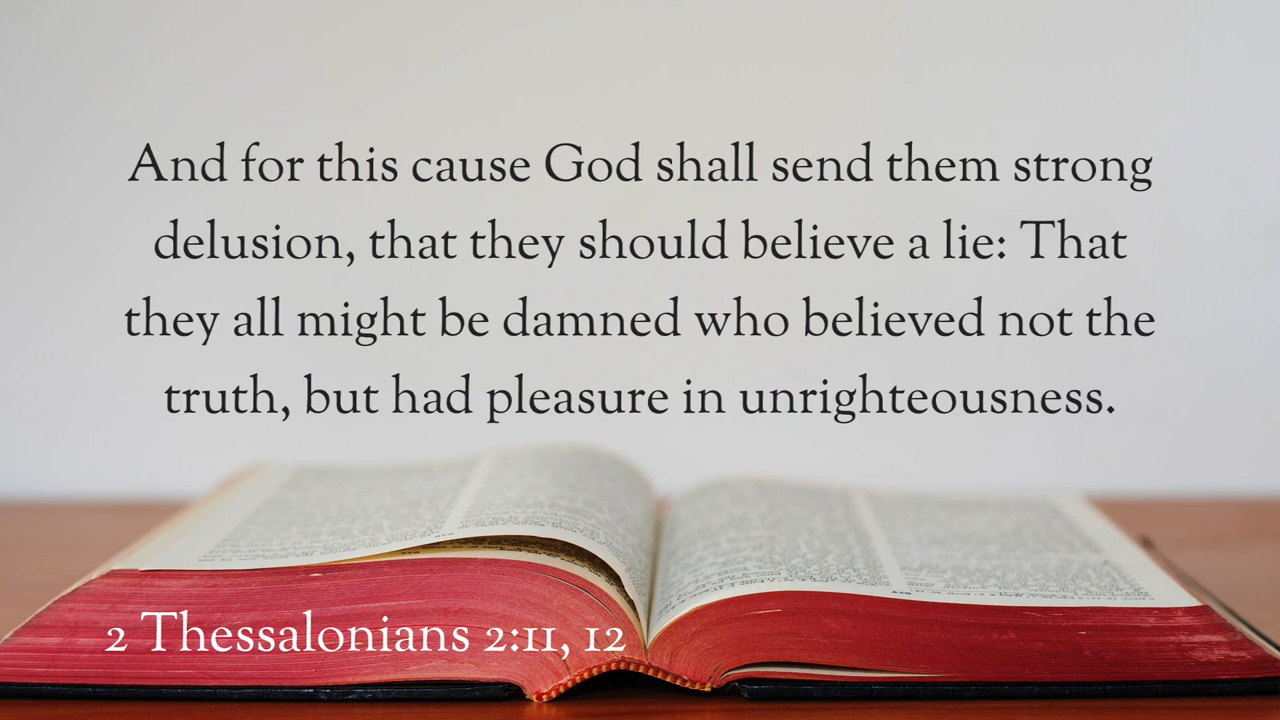 And for this cause God shall send them strong
delusion, that they should believe a lie: That
they all might be damned who believed not the
truth, but had pleasure in unrighteousness.
2 Thessalonians 2:11, 12